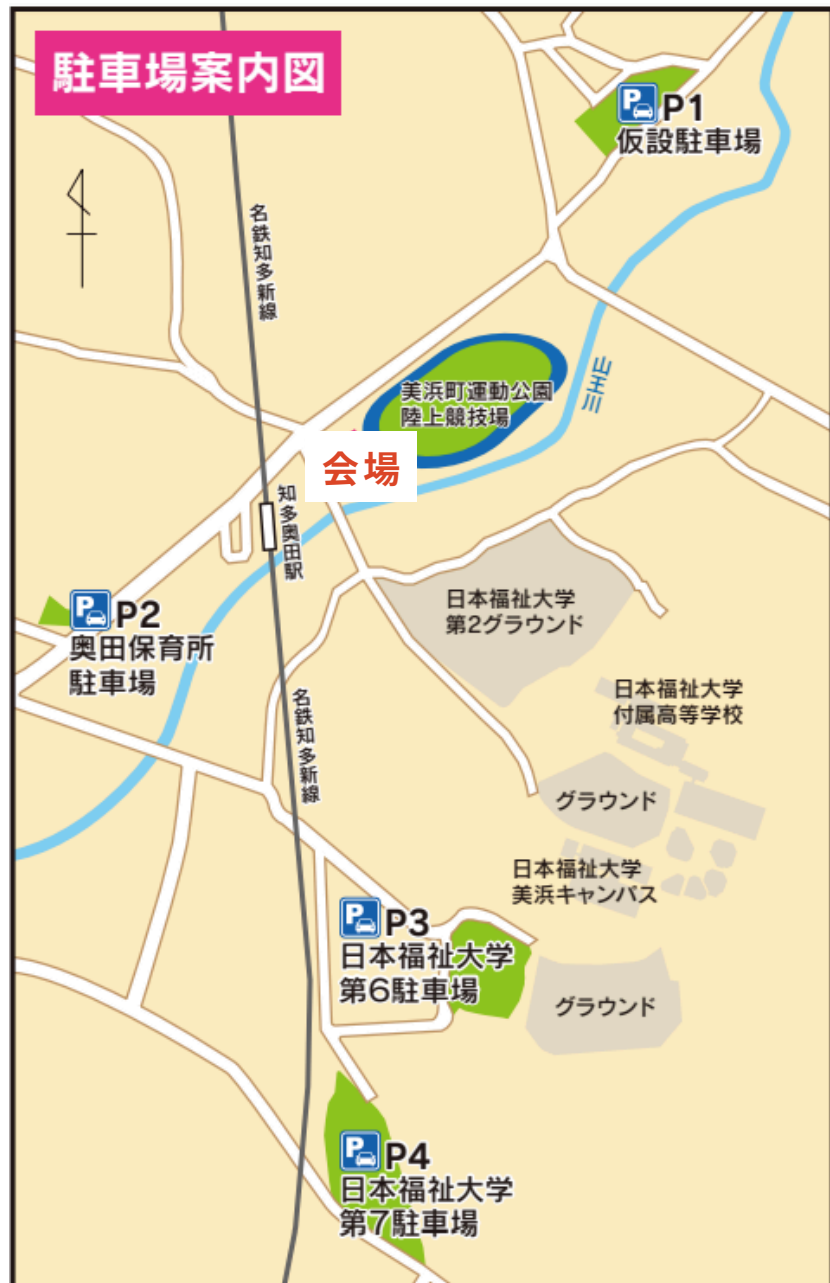 駐車場案内図
P P1
仮設駐車場
名鉄知多新線
山王川
美浜町運動公園
陸上競技場
会場
知多奥田駅
P P2
奥田保育所
駐車場
日本福祉大学
第2グラウンド
日本福祉大学
付属高等学校
名鉄知多新線
グラウンド
日本福祉大学
美浜キャンパス
P P3
日本福祉大学
第6駐車場
グラウンド
P P4
日本福祉大学
第7駐車場